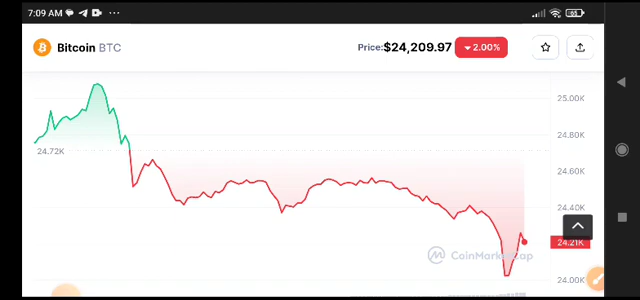 7:09 AM 65
Bitcoin BTC Price:$24,209.97 2.00%
25.00K
24.80K
24.72K
24.60K
24.40K
24.21K
CoinMarketCap
24.00K